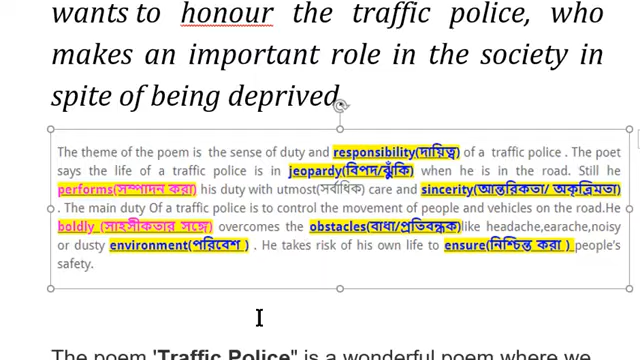 wants to honour the traffic police, who
makes an important role in the society in
spite of being deprived
The theme of the poem is the sense of duty and responsibility(দায়িত্ব) of a traffic police . The poet
says the life of a traffic police is in jeopardy(বিপদ/ঝুঁকি) when he is in the road. Still he
performs(সম্পাদন করা) his duty with utmost(সর্বাধিক) care and sincerity(আন্তরিকতা/ অকৃত্রিমতা)
. The main duty Of a traffic police is to control the movement of people and vehicles on the road.He
boldly (সাহসীকতার সঙ্গে) overcomes the obstacles(বাধা/প্রতিবন্ধক)like headache,earache,noisy
or dusty environment(পরিবেশ ) . He takes risk of his own life to ensure(নিশ্চিন্ত করা ) people's
safety.
The poem 'Traffic Police" is a wonderful poem where we